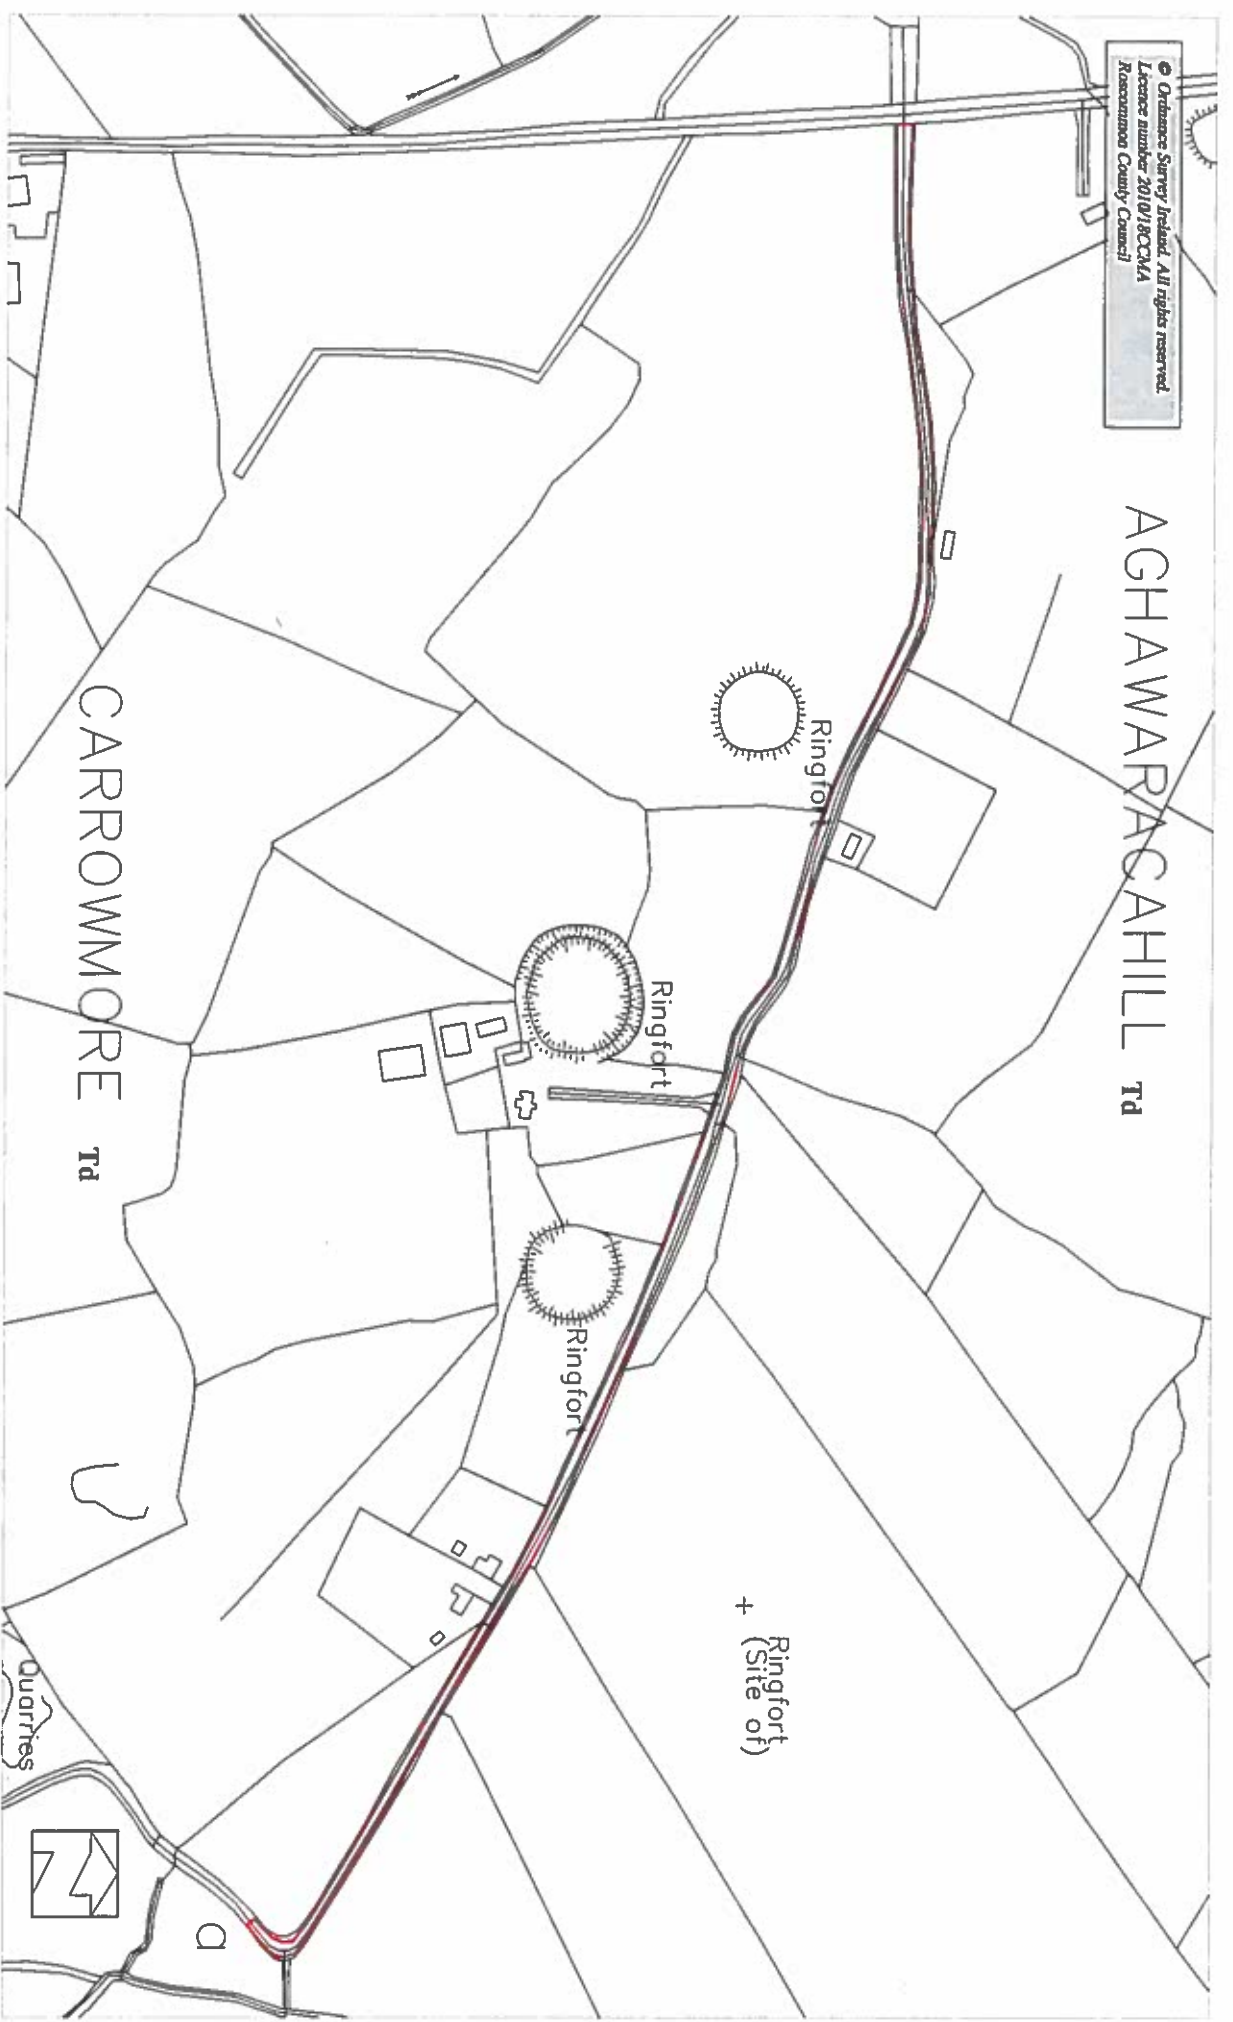 © Ordnance Survey Ireland. All rights reserved.
Licence number 2010/18CCMA
Roscommon County Council
AGHAWARACAHILL Td
Ringfort
Ringfort
Ringfort
Ringfort
(Site of)
CARROWMORE Td
Quarries
a
N